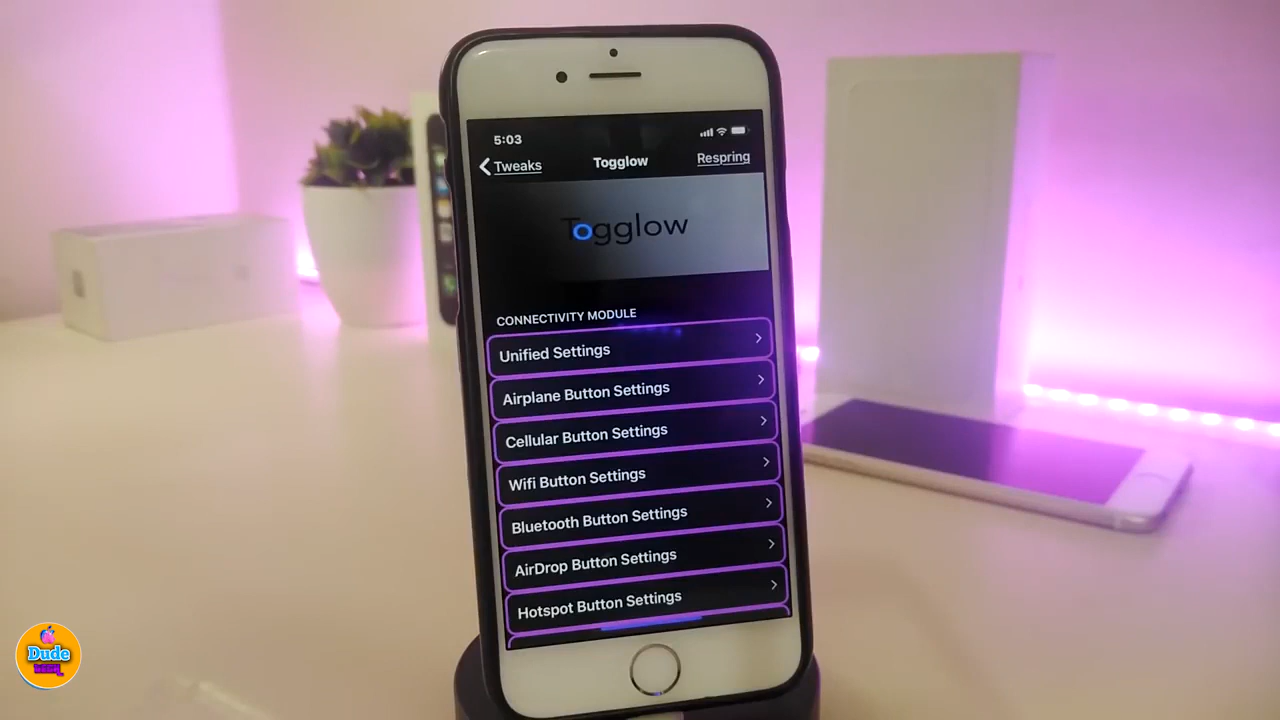 5:03
Tweaks
Togglow
Respring
Togglow
CONNECTIVITY MODULE
Unified Settings
Airplane Button Settings
Cellular Button Settings
Wifi Button Settings
Bluetooth Button Settings
AirDrop Button Settings
Hotspot Button Settings
Dude
TECH